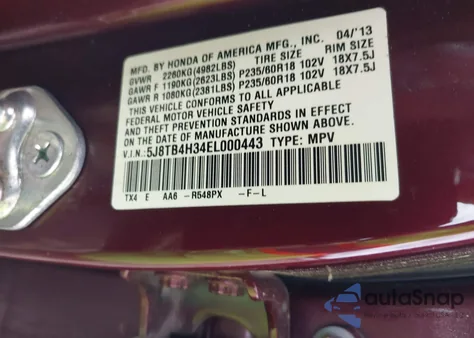 MFD. BY HONDA OF AMERICA MFG., INC. 04/'13
GVWR 2260KG(4982LBS) TIRE SIZE RIM SIZE
GAWR F 1190KG(2623LBS) P235/60R18 102V 18X7.5J
GAWR R 1080KG(2381LBS) P235/60R18 102V 18X7.5J
THIS VEHICLE CONFORMS TO ALL APPLICABLE
FEDERAL MOTOR VEHICLE SAFETY
AND THEFT PREVENTION STANDARDS IN EFFECT
ON THE DATE OF MANUFACTURE SHOWN ABOVE.
V.I.N.: 5J8TB4H34EL000443 TYPE: MPV
TX4 E AA6 -R548PX -F-L
autoSnap